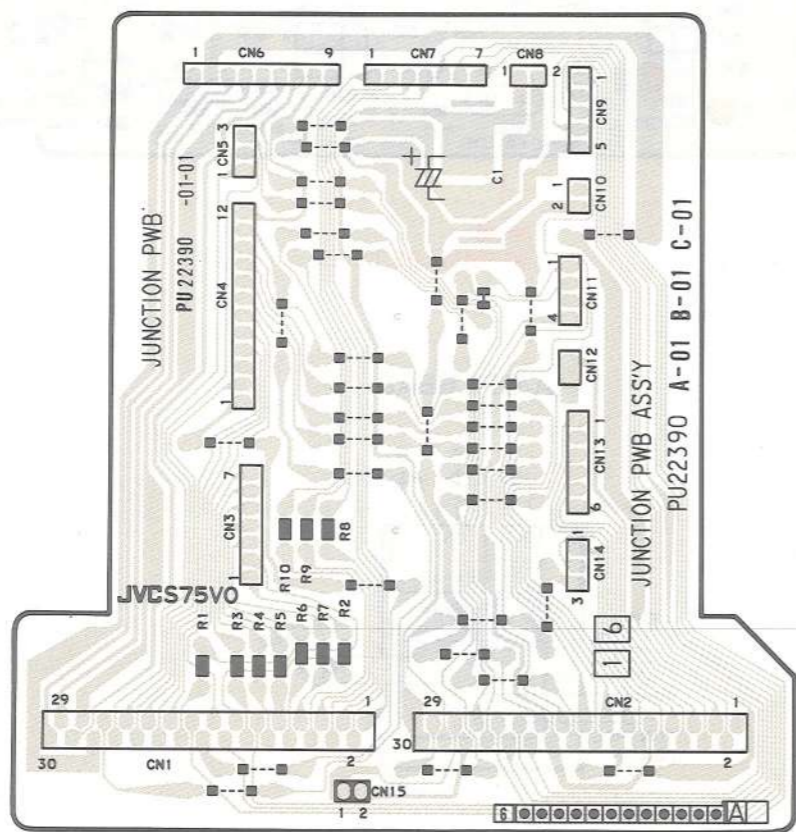 1 CN6 9
1 CN7 7
1 CN8 2
1 CN9 5
CN5 3
1
+
C1
1 CN10 2
JUNCTION PWB
PU22390 -01-01
12 CN4 1
1 CN11 4
CN12
JUNCTION PWB ASS'Y
PU22390 A-01 B-01 C-01
1 CN13 6
7 CN3 1
R10 R9 R8
1 CN14 3
JVCS75V0
R1 R3 R4 R5 R6 R7 R2
1 6
29 1
30 CN1 2
29 CN2 1
30 2
CN15
1 2
6 A